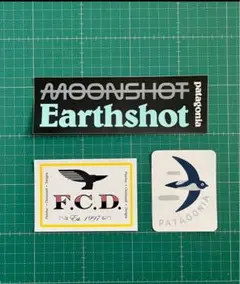 MOONSHOT
Earthshot
patagonia
F.C.D.
Est. 1997
PATAGONIA